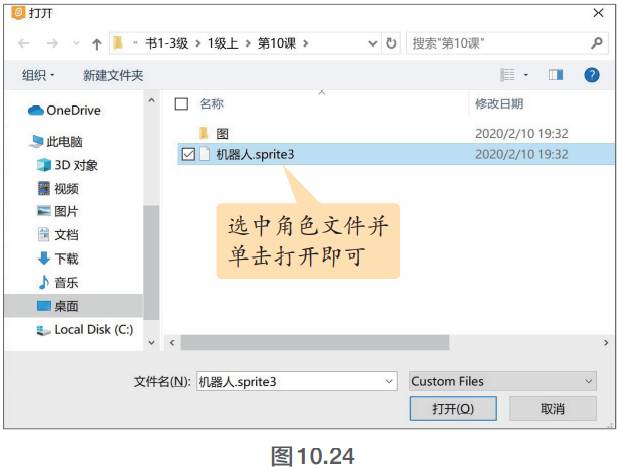 打开
书1-3级 > 1级上 > 第10课 >
搜索"第10课"
组织
新建文件夹
OneDrive
此电脑
3D 对象
视频
图片
文档
下载
音乐
桌面
Local Disk (C:)
名称
修改日期
图
2020/2/10 19:32
机器人.sprite3
2020/2/10 19:32
选中角色文件并
单击打开即可
文件名(N):
机器人.sprite3
Custom Files
打开(O)
取消
图10.24